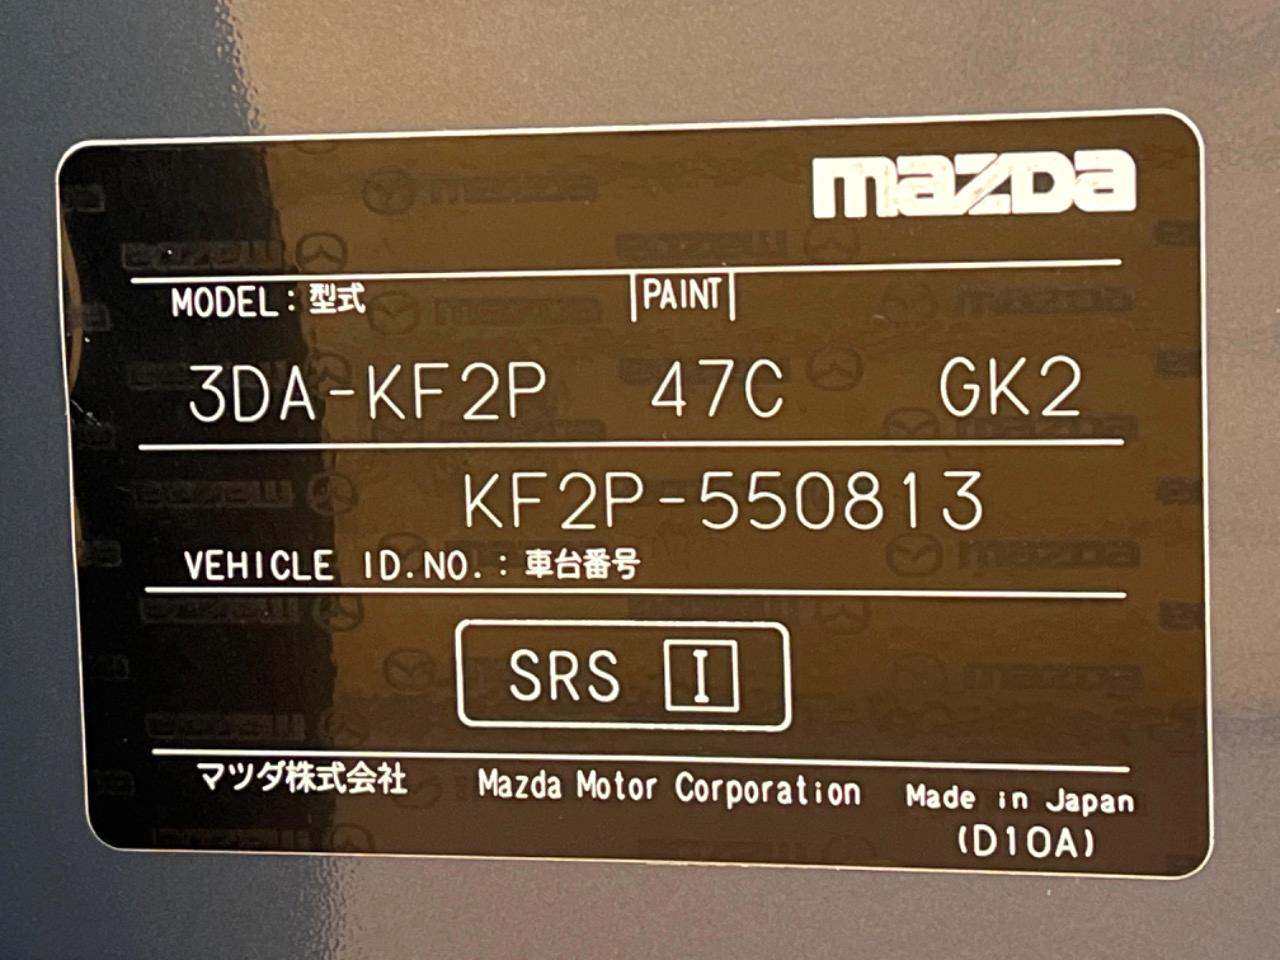 mazda
MODEL:型式 PAINT
3DA-KF2P 47C GK2
KF2P-550813
VEHICLE ID.NO.:車台番号
SRS I
マツダ株式会社 Mazda Motor Corporation Made in Japan
(D10A)